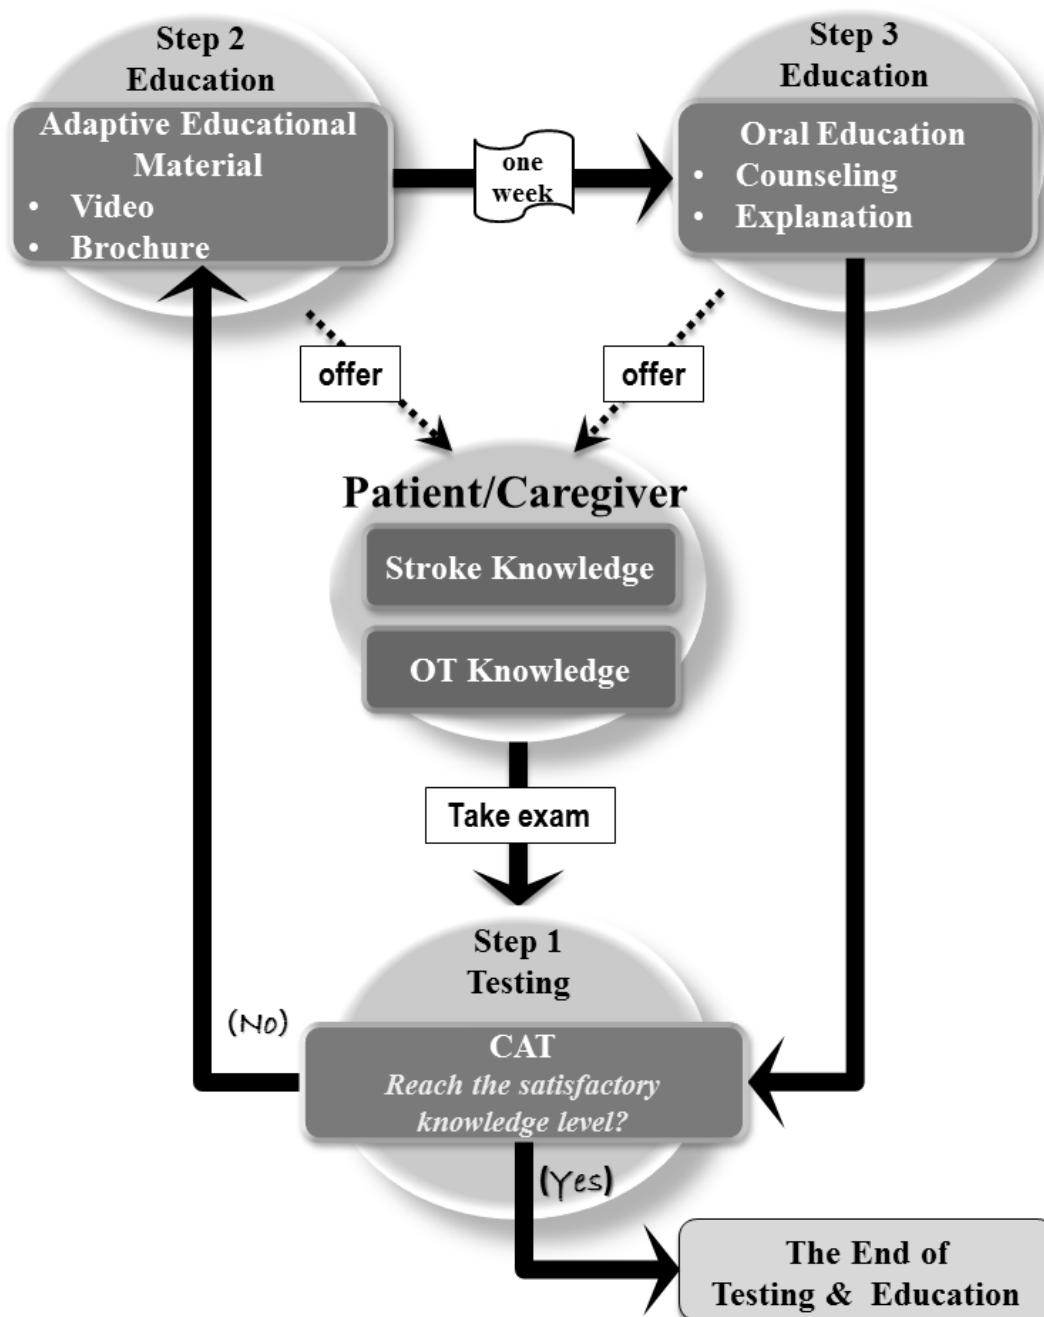 Step 2
Education
Adaptive Educational
Material
• Video
• Brochure
one
week
Step 3
Education
Oral Education
• Counseling
• Explanation
offer
offer
Patient/Caregiver
Stroke Knowledge
OT Knowledge
Take exam
Step 1
Testing
CAT
Reach the satisfactory
knowledge level?
(No)
(Yes)
The End of
Testing & Education